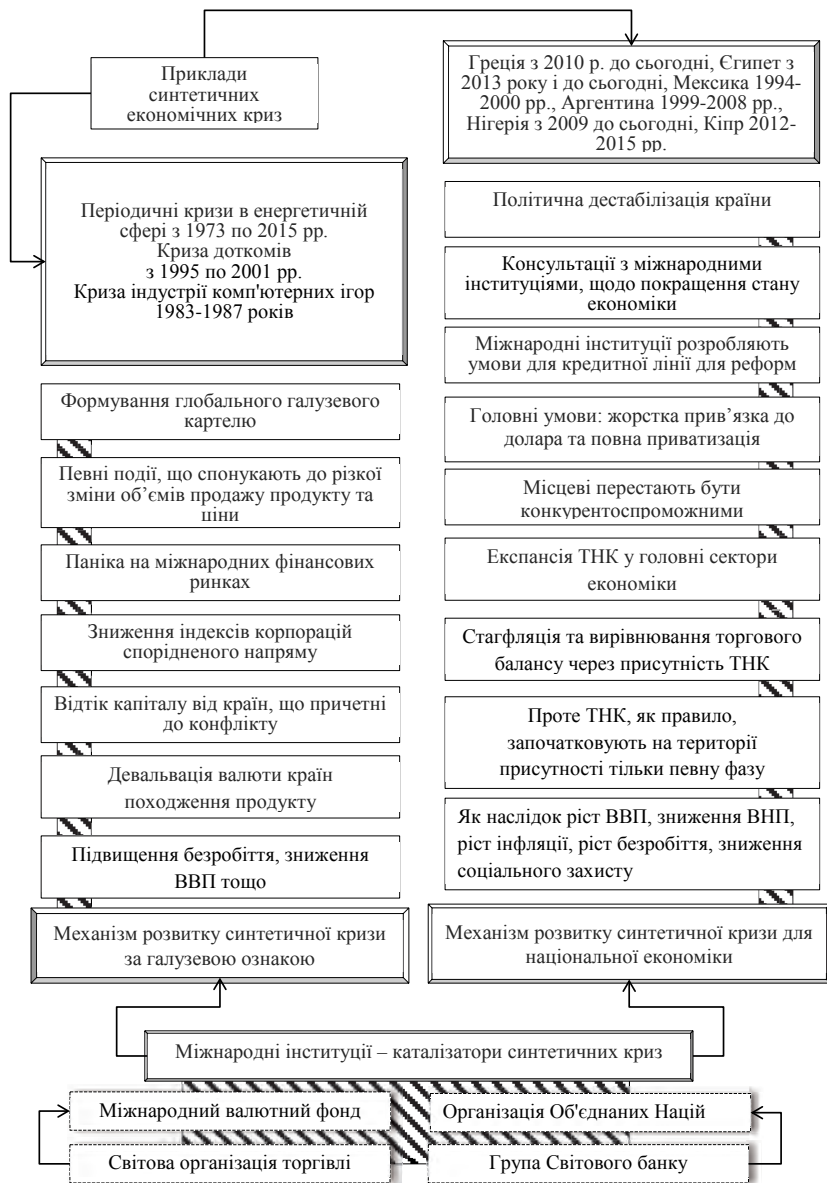 Приклади
синтетичних
економічних криз
Греція з 2010 р. до сьогодні, Єгипет з
2013 року і до сьогодні, Мексика 1994-
2000 рр., Аргентина 1999-2008 рр.,
Нігерія з 2009 до сьогодні, Кіпр 2012-
2015 рр.
Періодичні кризи в енергетичній
сфері з 1973 по 2015 рр.
Криза доткомів
з 1995 по 2001 рр.
Криза індустрії комп'ютерних ігор
1983-1987 років
Формування глобального галузевого
картелю
Певні події, що спонукають до різкої
зміни об’ємів продажу продукту та
ціни
Паніка на міжнародних фінансових
ринках
Зниження індексів корпорацій
спорідненого напряму
Відтік капіталу від країн, що причетні
до конфлікту
Девальвація валюти країн
походження продукту
Підвищення безробіття, зниження
ВВП тощо
Механізм розвитку синтетичної кризи
за галузевою ознакою
Політична дестабілізація країни
Консультації з міжнародними
інституціями, щодо покращення стану
економіки
Міжнародні інституції розробляють
умови для кредитної лінії для реформ
Головні умови: жорстка прив’язка до
долара та повна приватизація
Місцеві перестають бути
конкурентоспроможними
Експансія ТНК у головні сектори
економіки
Стагфляція та вирівнювання торгового
балансу через присутність ТНК
Проте ТНК, як правило,
започатковують на території
присутності тільки певну фазу
Як наслідок ріст ВВП, зниження ВНП,
ріст інфляції, ріст безробіття, зниження
соціального захисту
Механізм розвитку синтетичної кризи для
національної економіки
Міжнародні інституції – каталізатори синтетичних криз
Міжнародний валютний фонд
Організація Об'єднаних Націй
Світова організація торгівлі
Група Світового банку